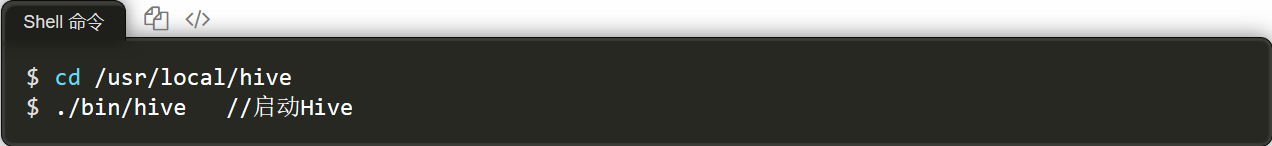 Shell 命令 </>
$ cd /usr/local/hive
$ ./bin/hive   //启动Hive